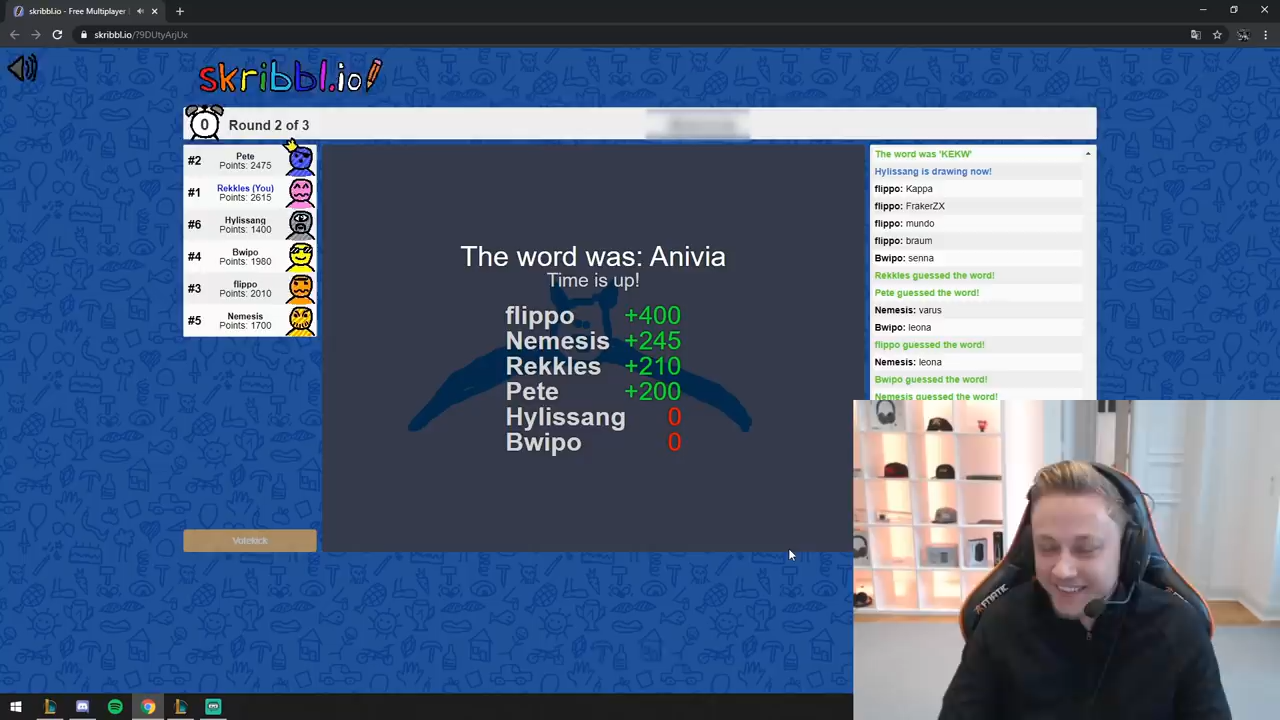 skribbl.io - Free Multiplayer
skribbl.io/?9DUtyArjUx
skribbl.io!
0
Round 2 of 3
#2
Pete
Points: 2475
#1
Rekkles (You)
Points: 2615
#6
Hylissang
Points: 1400
#4
Bwipo
Points: 1980
#3
flippo
Points: 2010
#5
Nemesis
Points: 1700
Votekick
The word was: Anivia
Time is up!
flippo +400
Nemesis +245
Rekkles +210
Pete +200
Hylissang 0
Bwipo 0
The word was 'KEKW'
Hylissang is drawing now!
flippo: Kappa
flippo: FrakerZX
flippo: mundo
flippo: braum
Bwipo: senna
Rekkles guessed the word!
Pete guessed the word!
Nemesis: varus
Bwipo: leona
flippo guessed the word!
Nemesis: leona
Bwipo guessed the word!
Nemesis guessed the word!
FNATIC